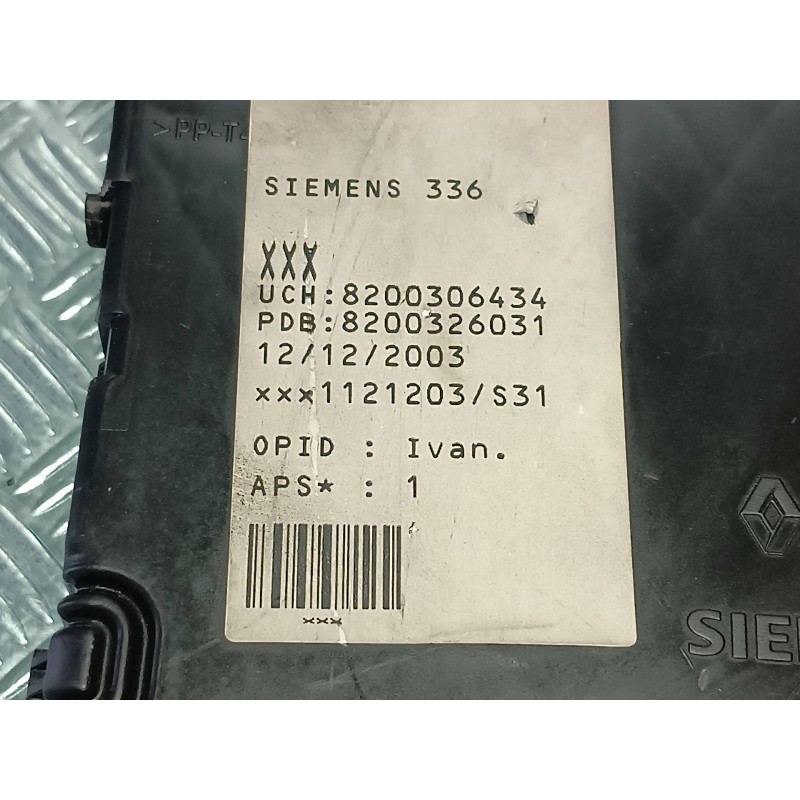 >PP-T4
SIEMENS 336
XXX
UCH:8200306434
PDB:8200326031
12/12/2003
xxx1121203/S31
OPID : Ivan.
APS* : 1
xxx
SIE